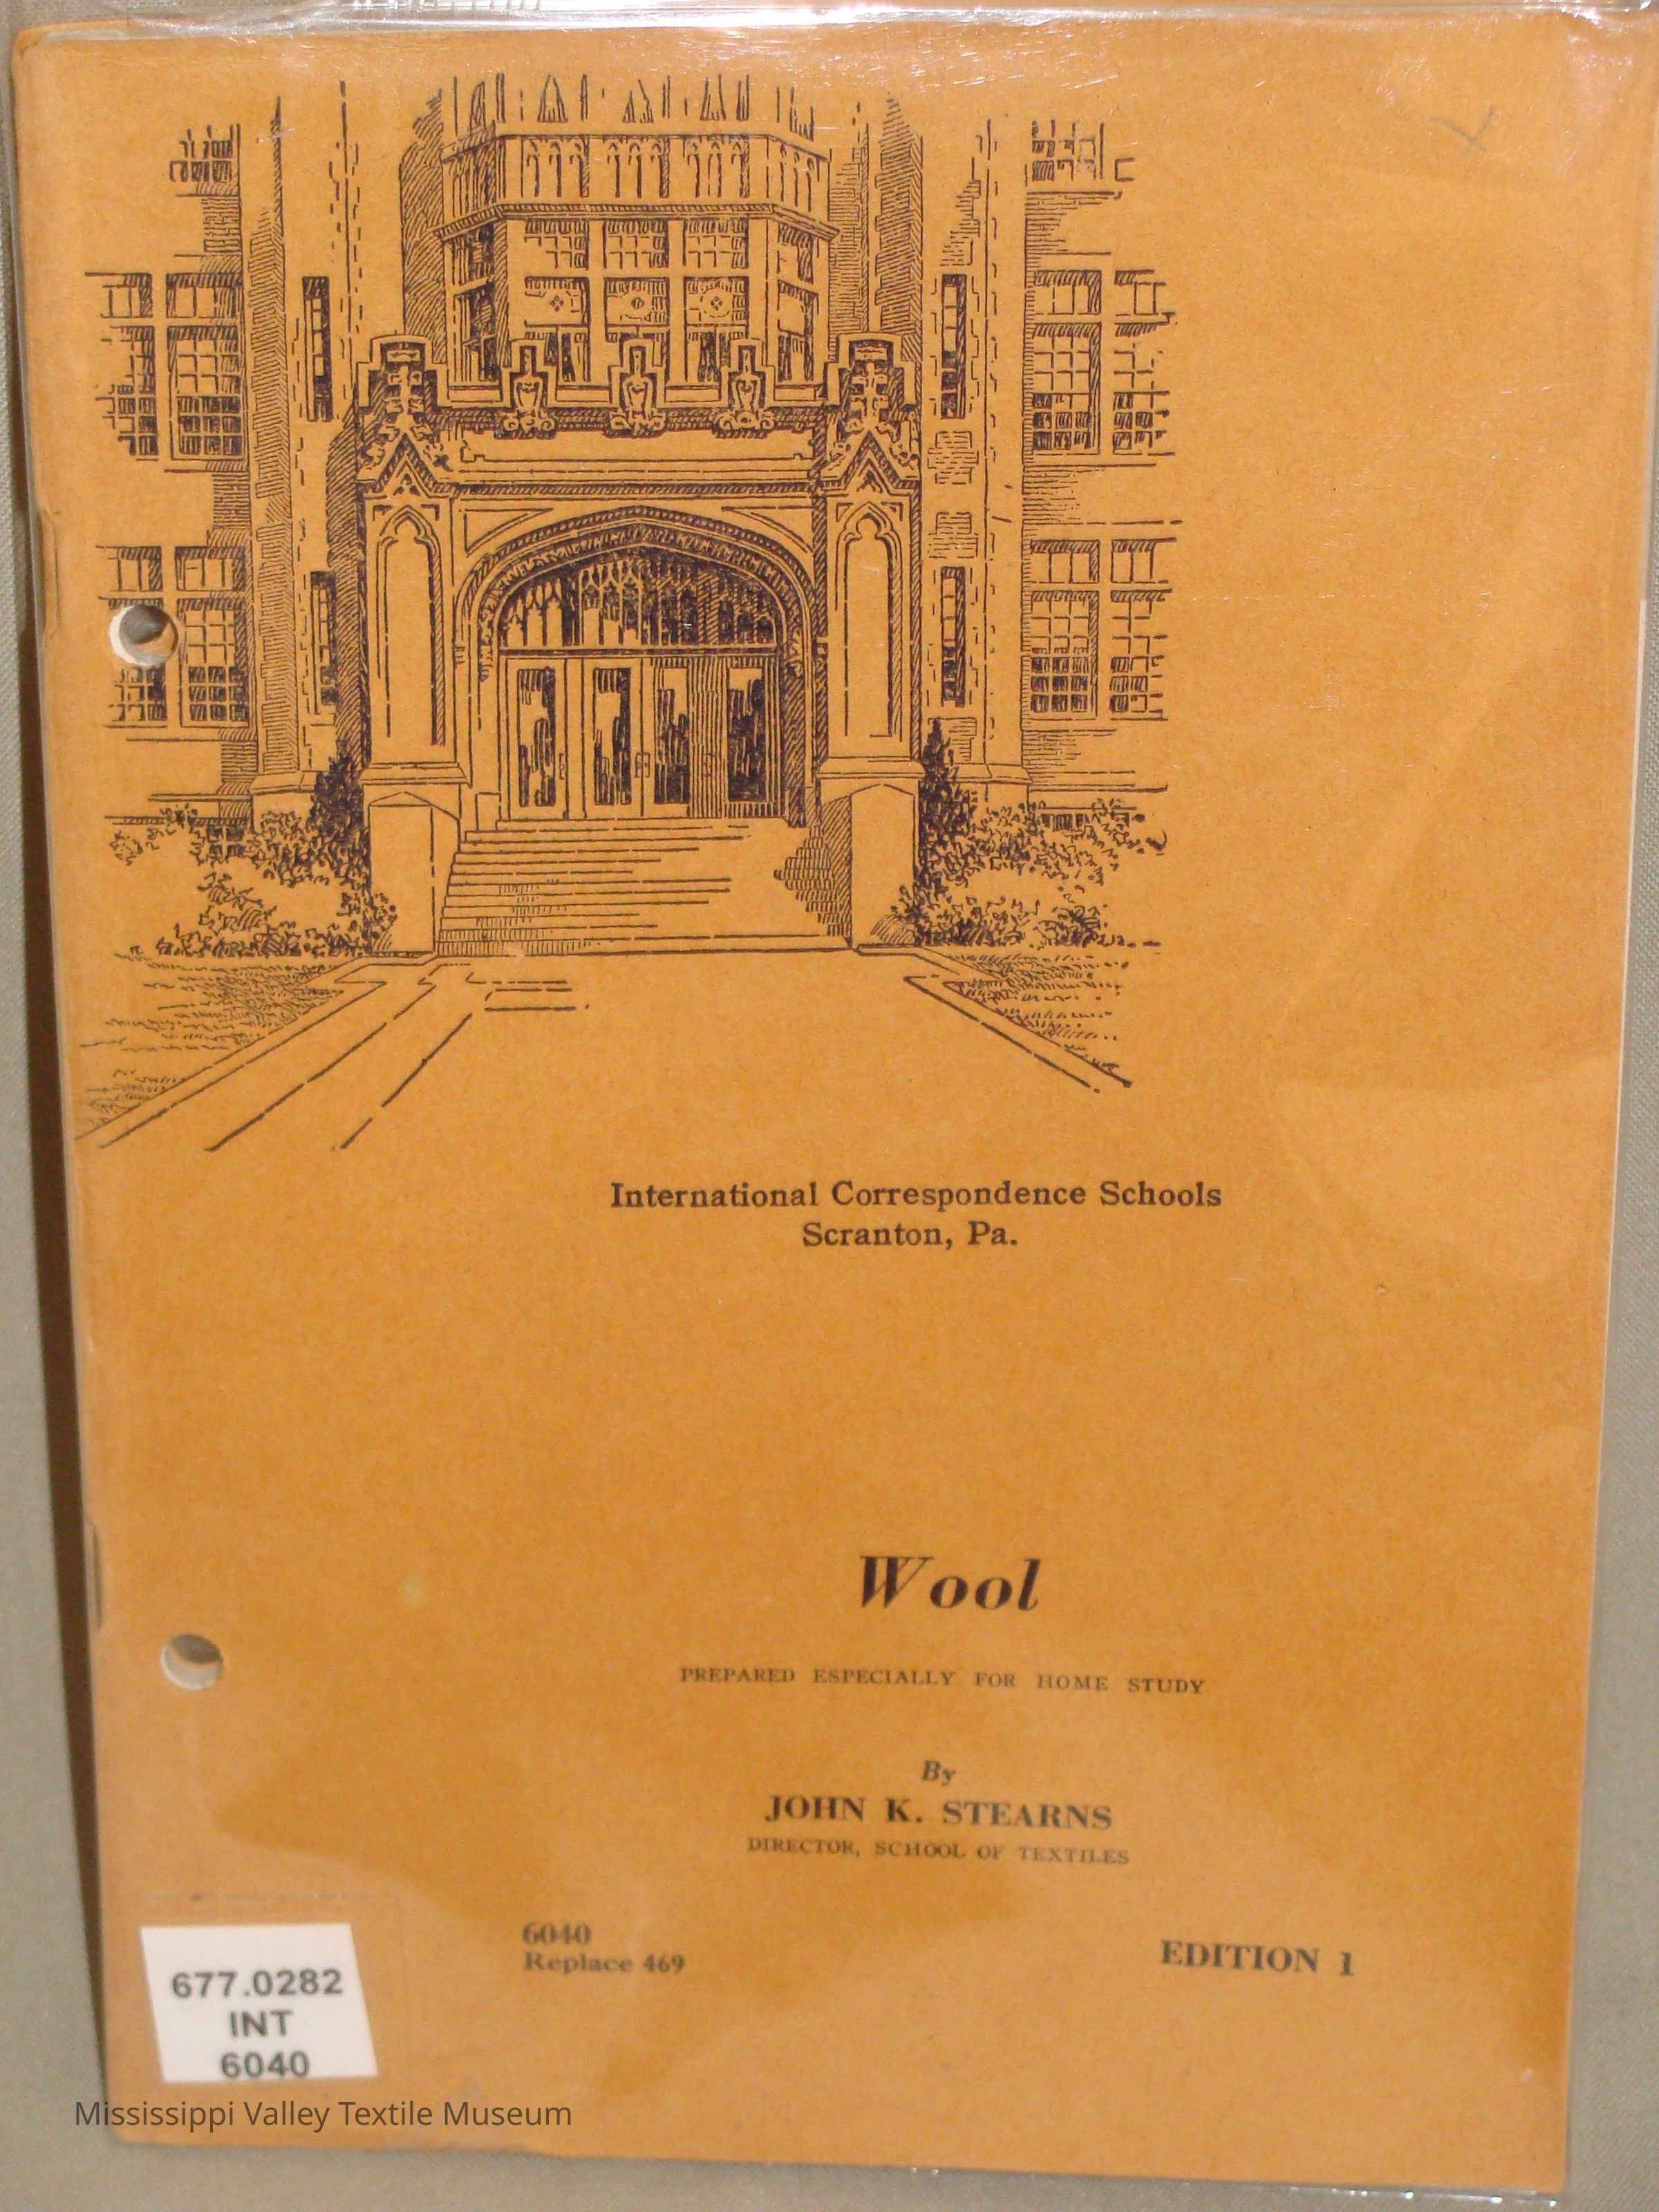 International Correspondence Schools
Scranton, Pa.
Wool
PREPARED ESPECIALLY FOR HOME STUDY
By
JOHN K. STEARNS
DIRECTOR, SCHOOL OF TEXTILES
6040
Replace 469
EDITION 1
677.0282
INT
6040
Mississippi Valley Textile Museum